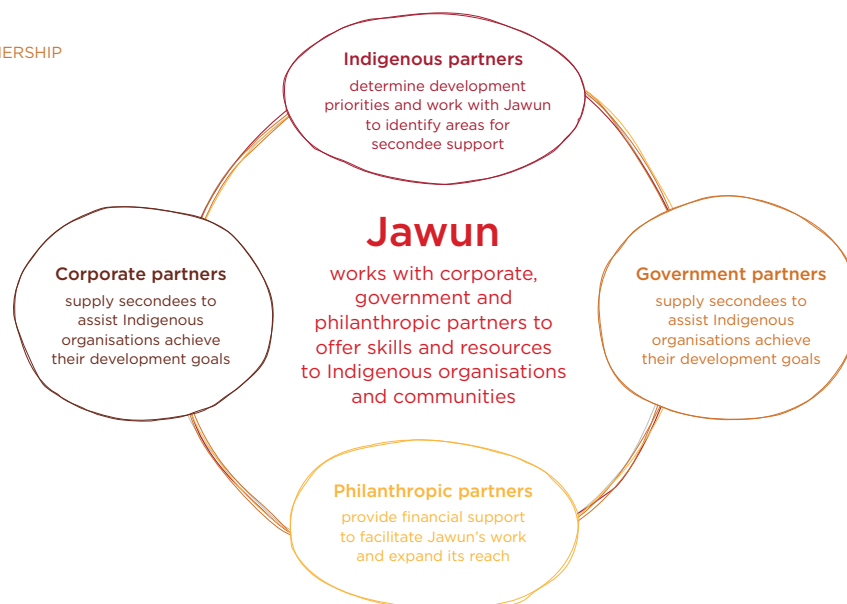 NERSHIP
Indigenous partners
determine development
priorities and work with Jawun
to identify areas for
secondee support
Jawun
works with corporate,
government and
philanthropic partners to
offer skills and resources
to Indigenous organisations
and communities
Corporate partners
supply secondees to
assist Indigenous
organisations achieve
their development goals
Government partners
supply secondees to
assist Indigenous
organisations achieve
their development goals
Philanthropic partners
provide financial support
to facilitate Jawun's work
and expand its reach